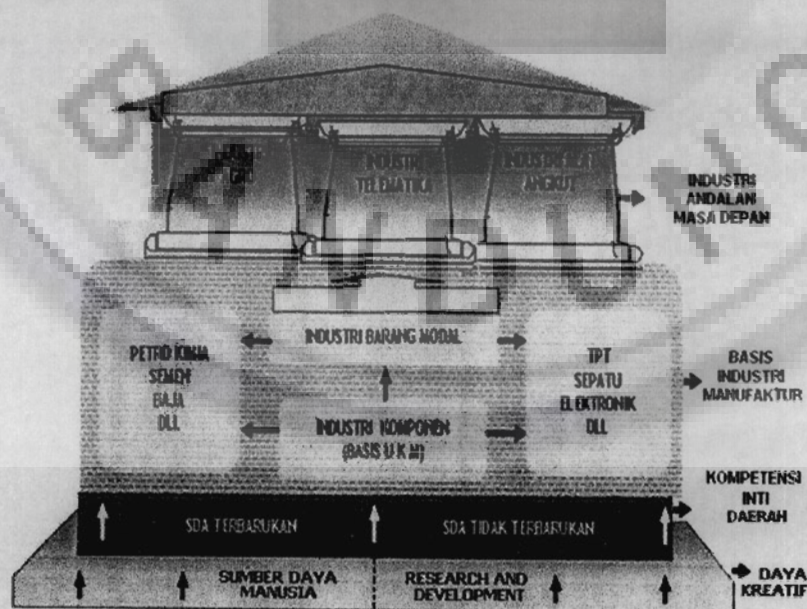 INDUSTRI
TELEMATIKA
INDUSTRI ALAT
ANGKUT
INDUSTRI
ANDALAN
MASA DEPAN
INDUSTRI BARANG MODAL
PETRO KIMIA
SEMEN
BAJA
DLL
TPT
SEPATU
ELEKTRONIK
DLL
BASIS
INDUSTRI
MANUFAKTUR
INDUSTRI KOMPONEN
(BASIS U K M)
KOMPETENSI
INTI
DAERAH
SDA TERBARUKAN
SDA TIDAK TERBARUKAN
SUMBER DAYA
MANUSIA
RESEARCH AND
DEVELOPMENT
DAYA
KREATIF